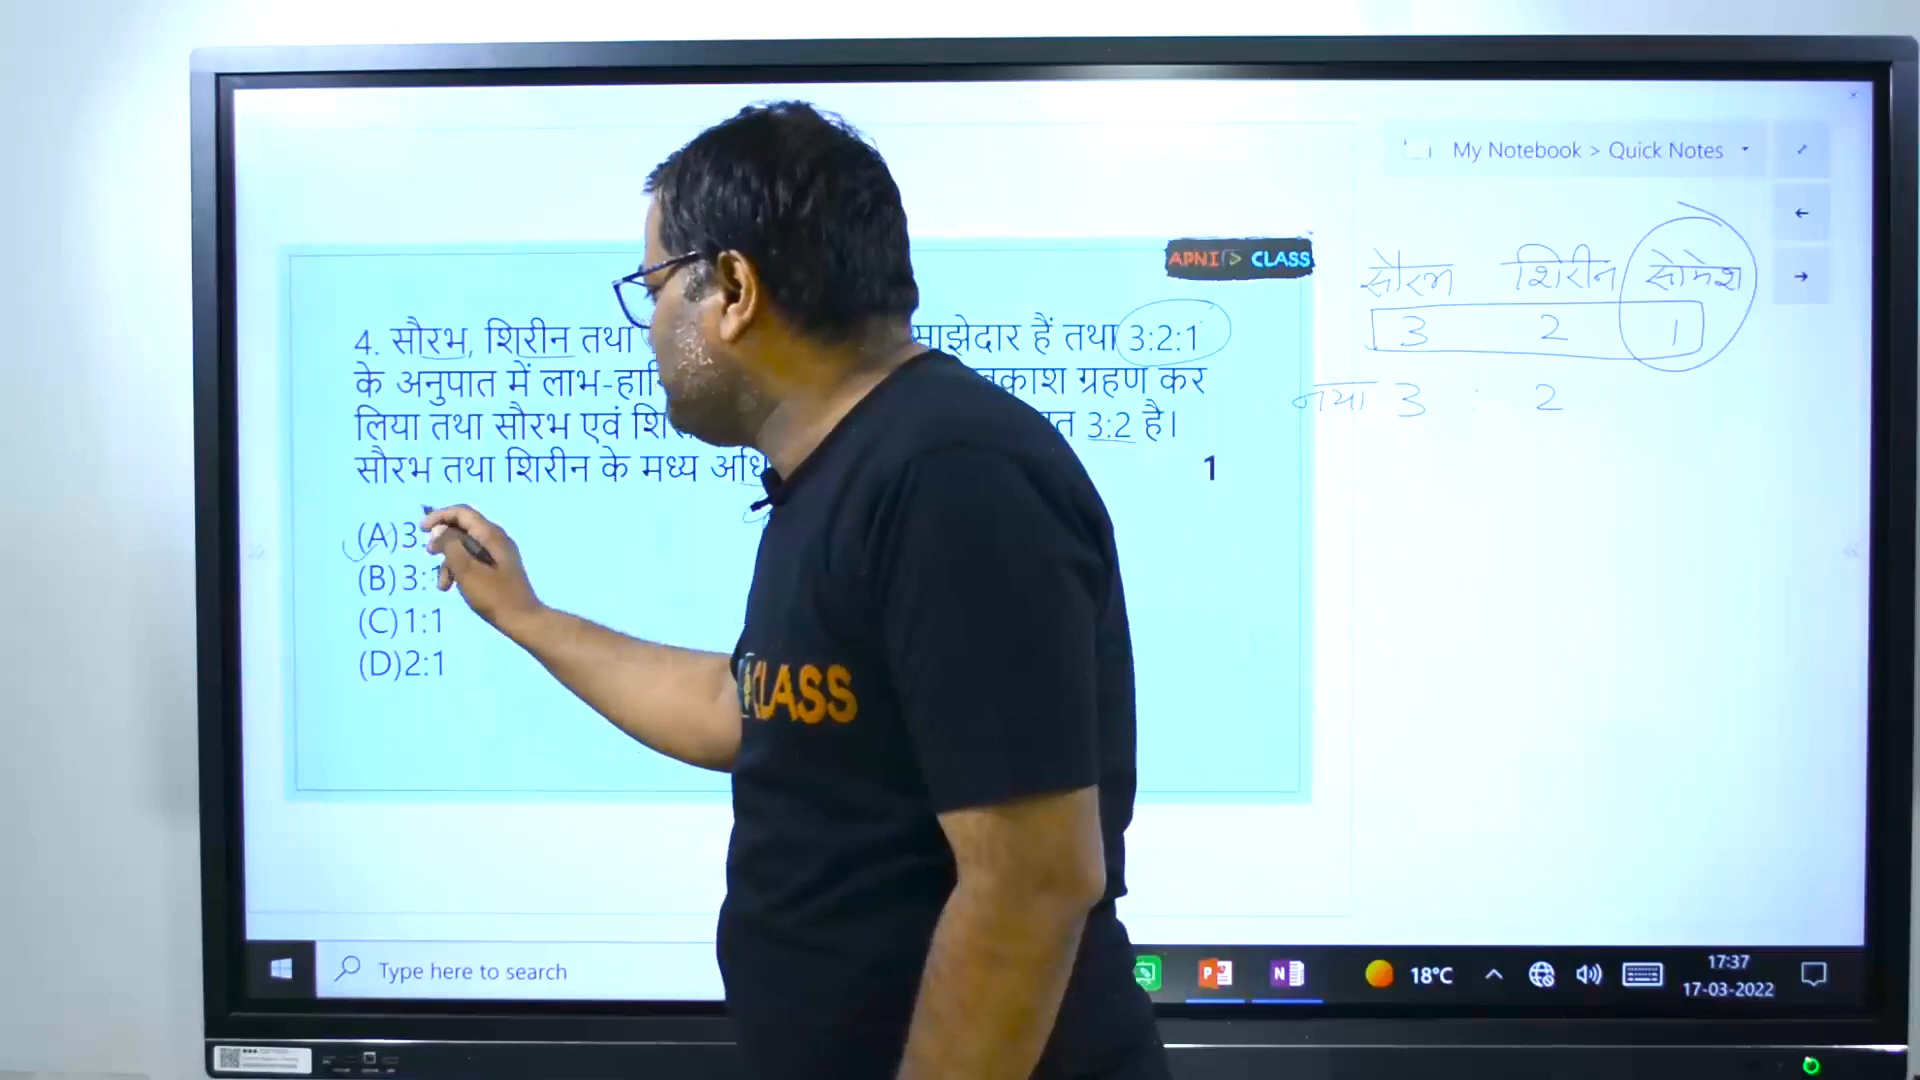 My Notebook > Quick Notes
APNI CLASS
सौरभ शिरीन सोमेश
3 2 1
नया 3 : 2
4. सौरभ, शिरीन तथा साझेदार हैं तथा 3:2:1
के अनुपात में लाभ-हानि ग्रहण कर
लिया तथा सौरभ एवं 3:2 है।
सौरभ तथा शिरीन के मध्य 1
(A) 3:
(B) 3:1
(C) 1:1
(D) 2:1
CLASS
Type here to search
18°C
17:37
17-03-2022